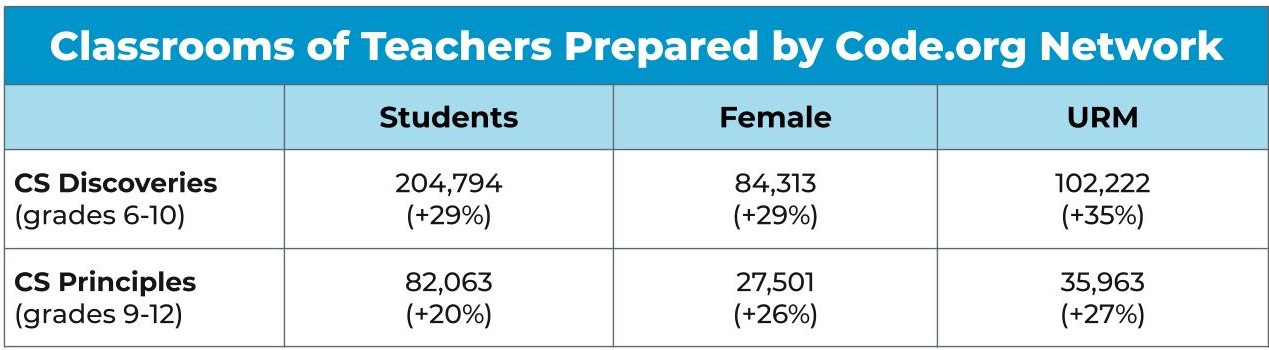 Classrooms of Teachers Prepared by Code.org Network
Students Female URM
CS Discoveries 204,794 84,313 102,222
(grades 6-10) (+29%) (+29%) (+35%)
CS Principles 82,063 27,501 35,963
(grades 9-12) (+20%) (+26%) (+27%)